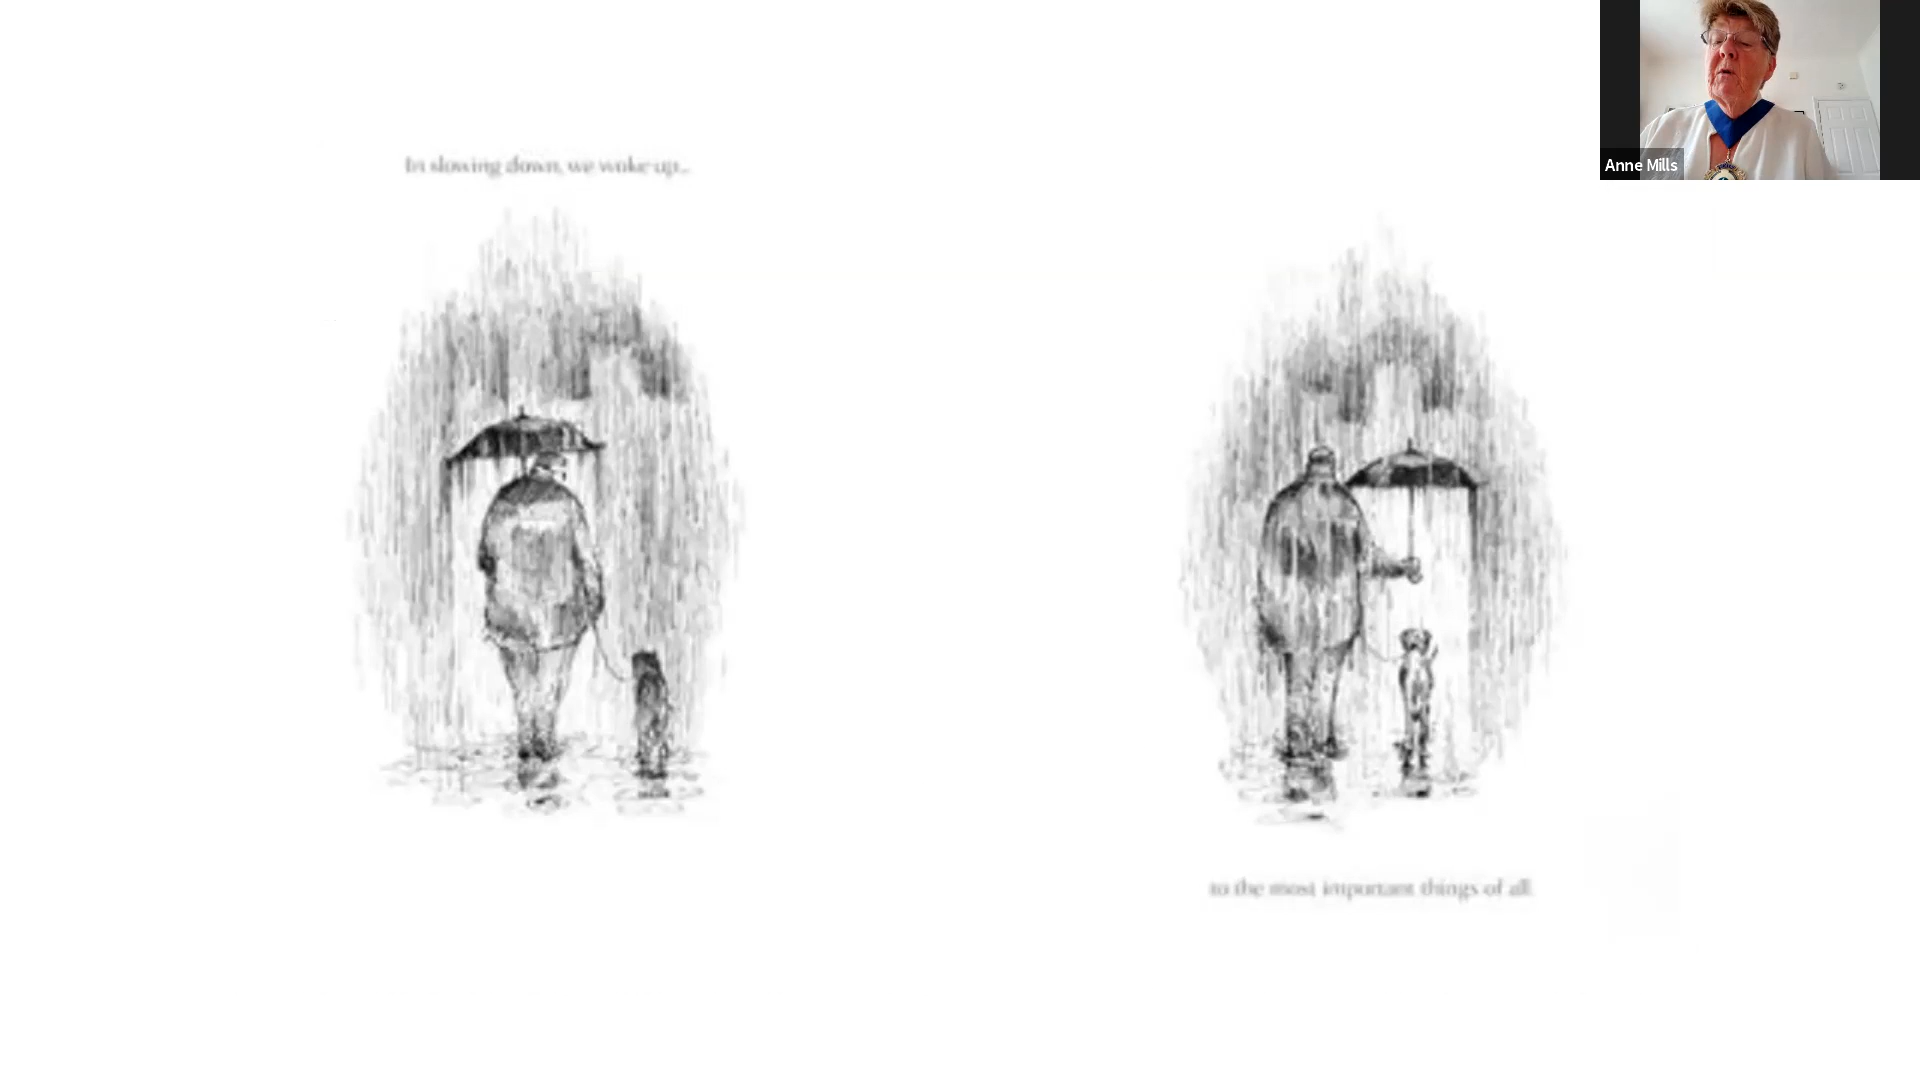 In slowing down, we woke up...
Anne Mills
to the most important things of all.